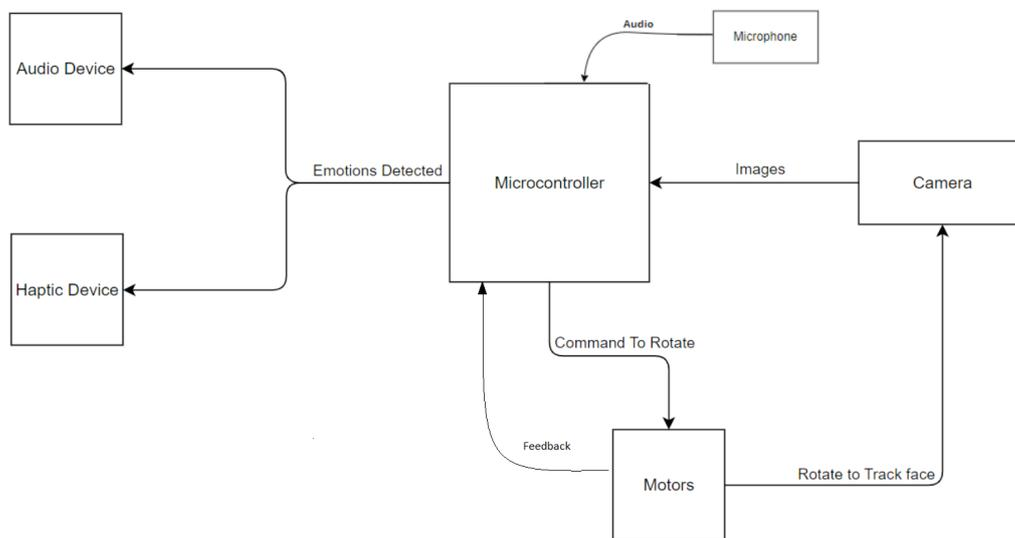 Audio
Microphone
Audio Device
Emotions Detected
Microcontroller
Images
Camera
Haptic Device
Command To Rotate
Feedback
Motors
Rotate to Track face